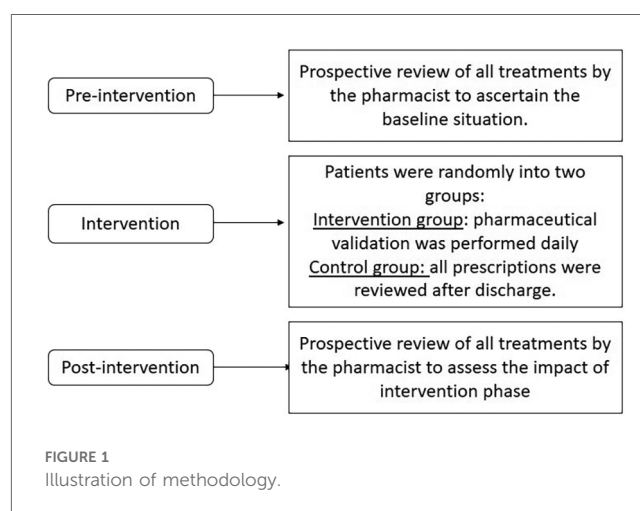 Pre-intervention
Prospective review of all treatments by
the pharmacist to ascertain the
baseline situation.
Intervention
Patients were randomly into two
groups:
Intervention group: pharmaceutical
validation was performed daily
Control group: all prescriptions were
reviewed after discharge.
Post-intervention
Prospective review of all treatments by
the pharmacist to assess the impact of
intervention phase
FIGURE 1
Illustration of methodology.